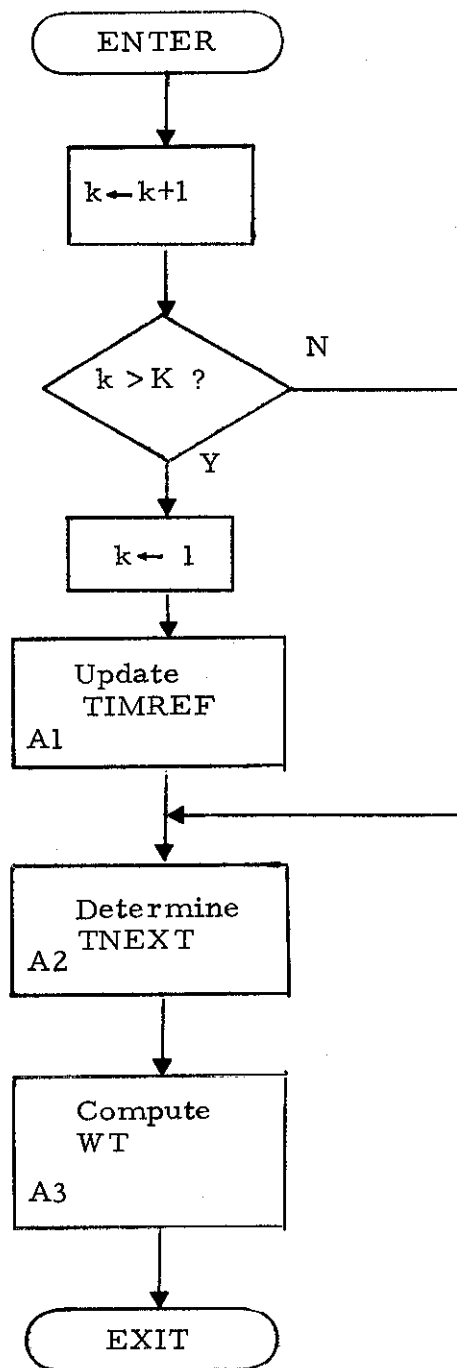 ENTER
k ← k+1
k > K ?
N
Y
k ← 1
Update
TIMREF
A1
Determine
TNEXT
A2
Compute
WT
A3
EXIT